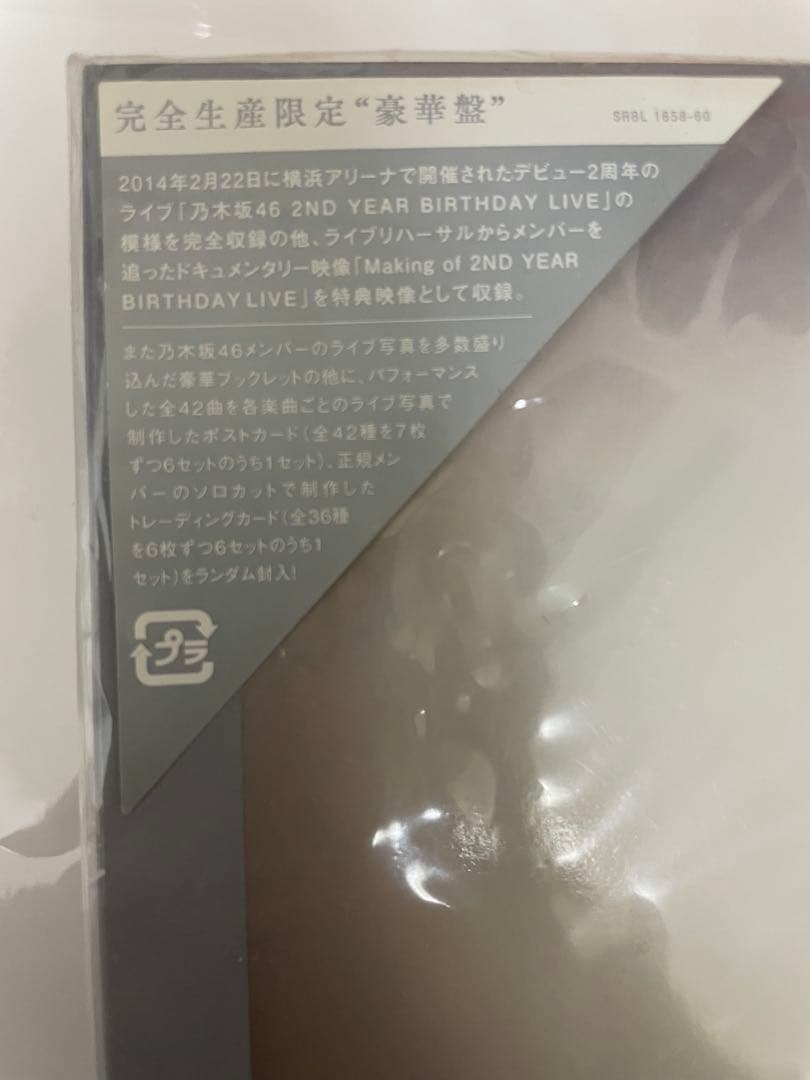 完全生産限定“豪華盤”
SRBL 1658-60
2014年2月22日に横浜アリーナで開催されたデビュー2周年の
ライブ「乃木坂46 2ND YEAR BIRTHDAY LIVE」の
模様を完全収録の他、ライブリハーサルからメンバーを
追ったドキュメンタリー映像「Making of 2ND YEAR
BIRTHDAY LIVE」を特典映像として収録。
また乃木坂46メンバーのライブ写真を多数盛り
込んだ豪華ブックレットの他に、パフォーマンス
した全42曲を各楽曲ごとのライブ写真で
制作したポストカード(全42種を7枚
ずつ6セットのうち1セット)、正規メン
バーのソロカットで制作した
トレーディングカード(全36種
を6枚ずつ6セットのうち1
セット)をランダム封入!
プラ